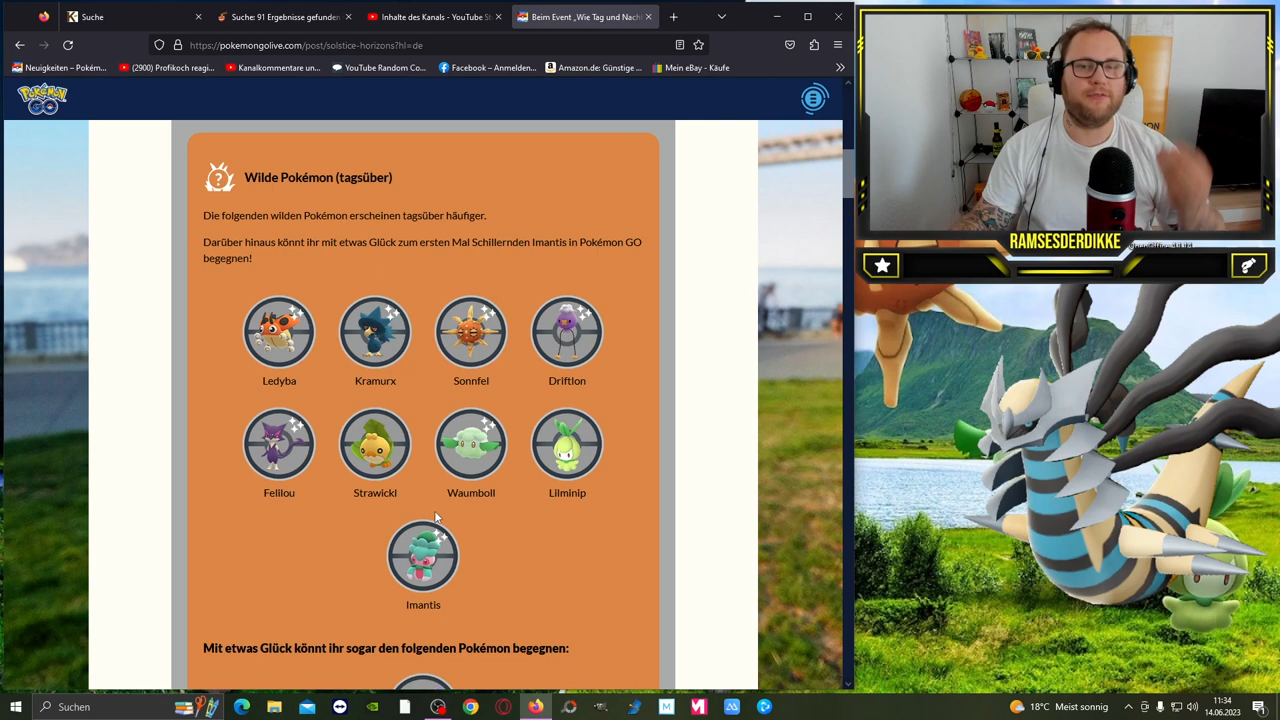 Suche
Suche: 91 Ergebnisse gefunden
Inhalte des Kanals - YouTube St
Beim Event „Wie Tag und Nach
https://pokemongolive.com/post/solstice-horizons?hl=de
Neuigkeiten – Pokém...
(2900) Profikoch reagi...
Kanalkommentare un...
YouTube Random Co...
Facebook – Anmelden...
Amazon.de: Günstige ...
Mein eBay - Käufe
POKÉMON
GO
Wilde Pokémon (tagsüber)
Die folgenden wilden Pokémon erscheinen tagsüber häufiger.
Darüber hinaus könnt ihr mit etwas Glück zum ersten Mal Schillernden Imantis in Pokémon GO
begegnen!
Ledyba
Kramurx
Sonnfel
Driftlon
Felilou
Strawickl
Waumboll
Lilminip
Imantis
Mit etwas Glück könnt ihr sogar den folgenden Pokémon begegnen:
RAMSESDERDIKKE
Suchen
18°C Meist sonnig
11:34
14.06.2023